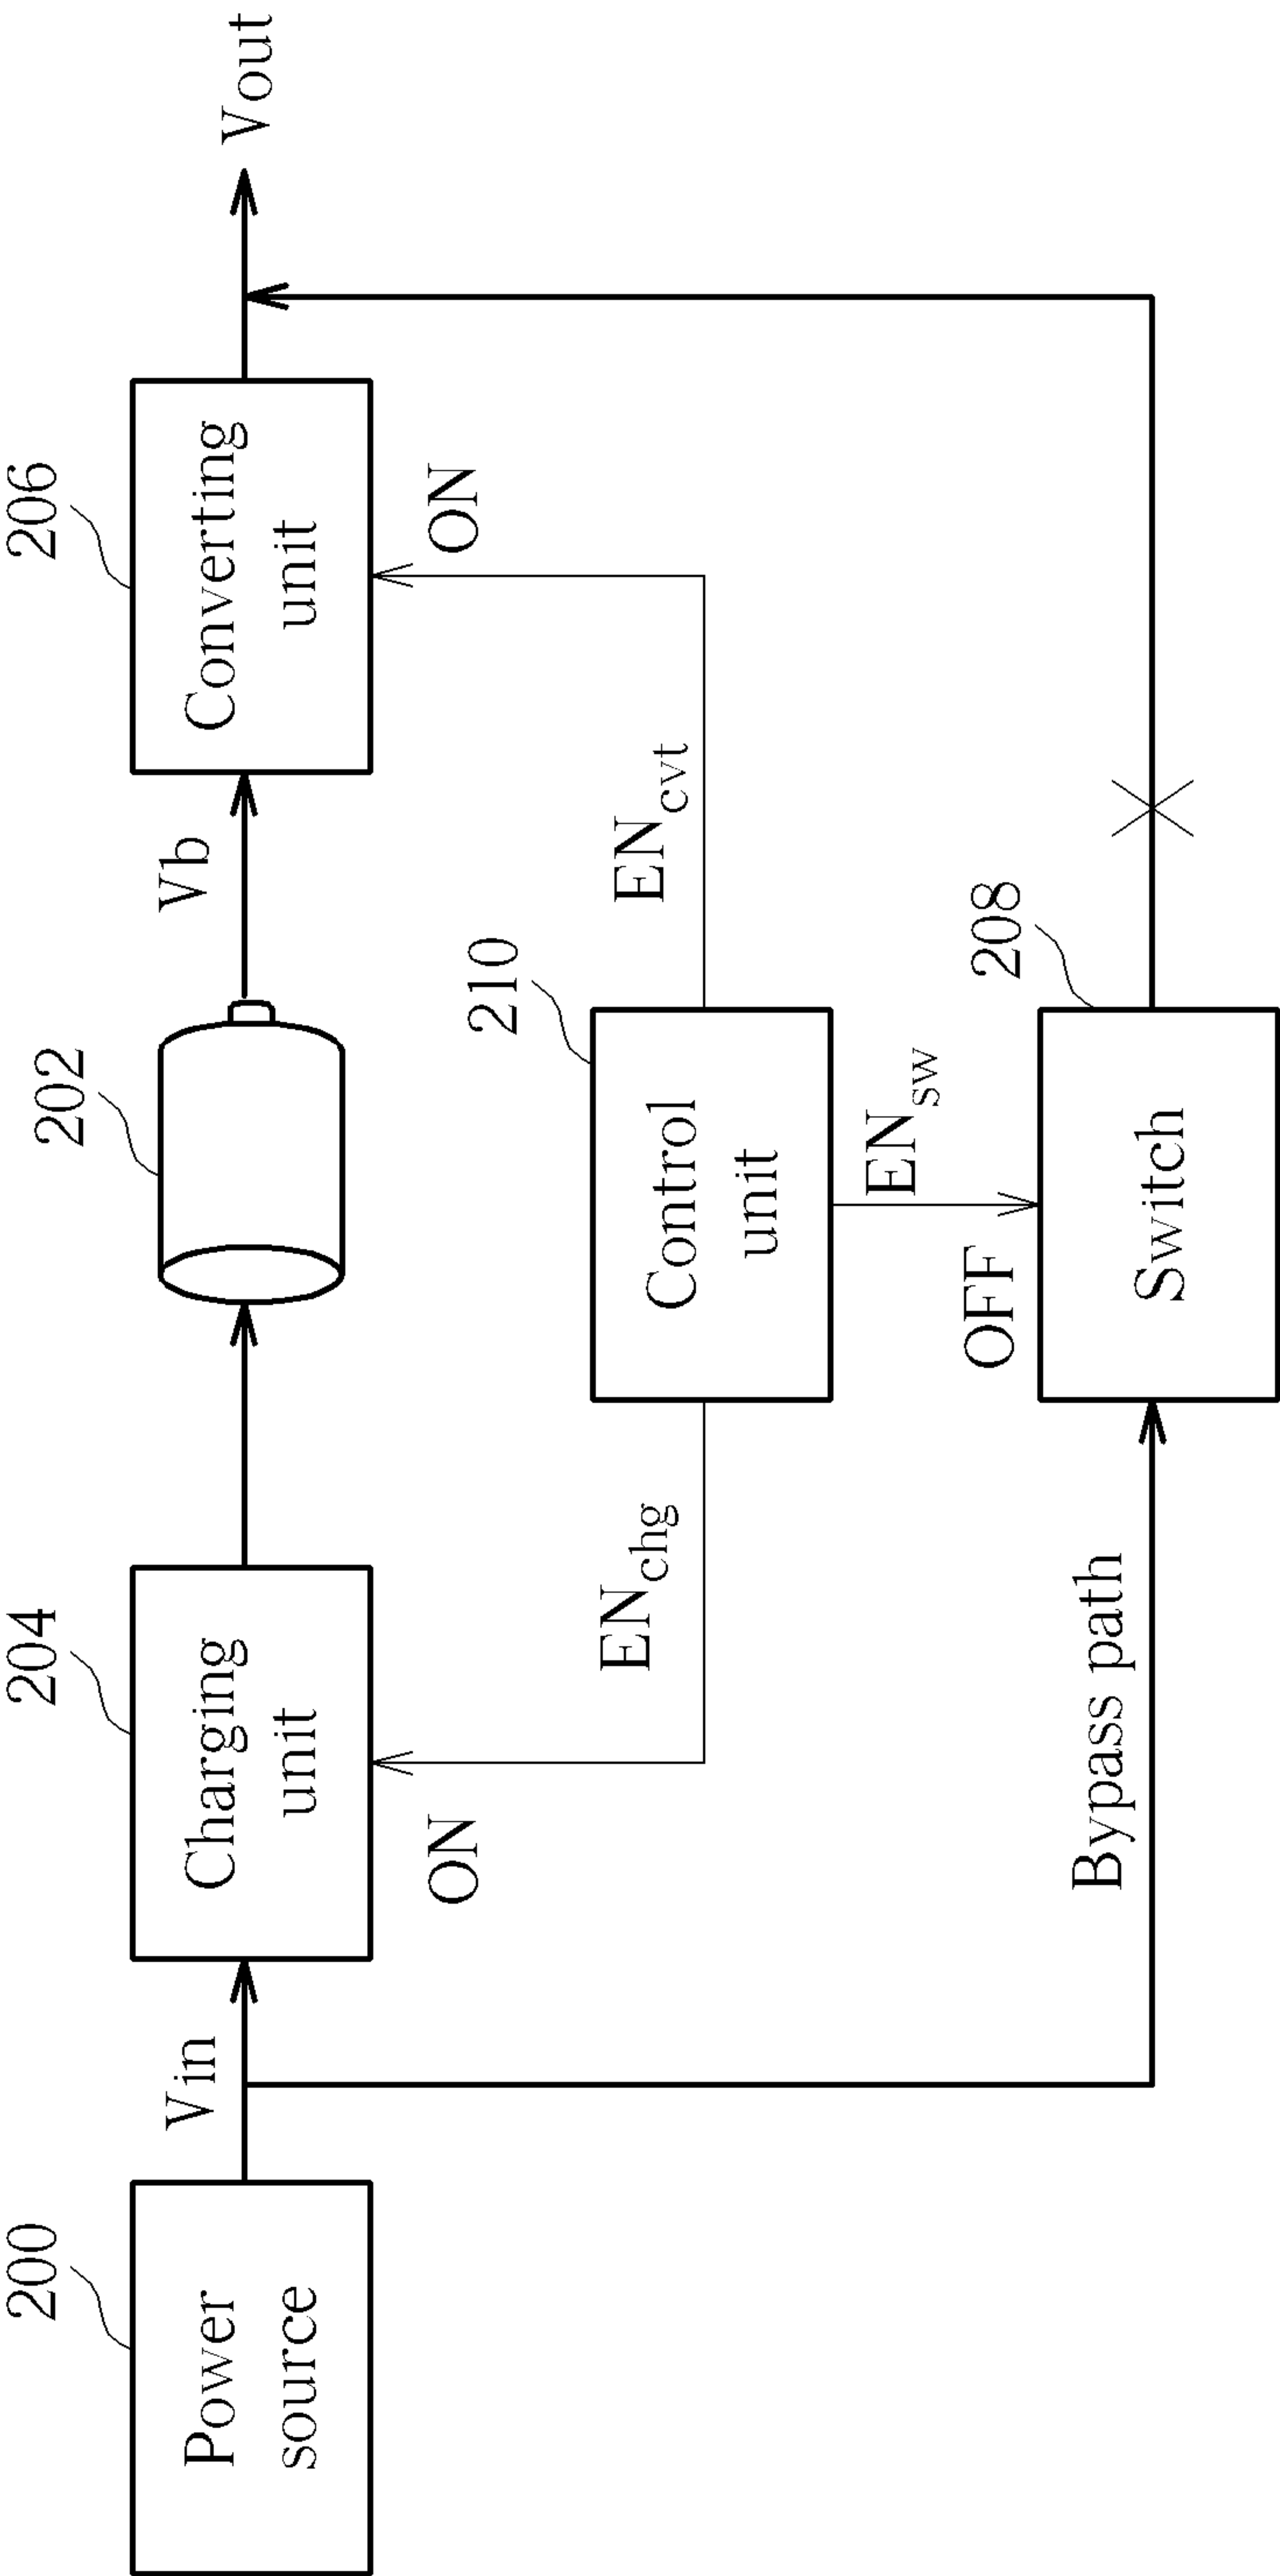 200
204
202
206
Power
source
Vin
Charging
unit
Vb
Converting
unit
Vout
ON
ON
210
ENchg
Control
unit
ENcvt
ENsw
OFF
208
Bypass path
Switch